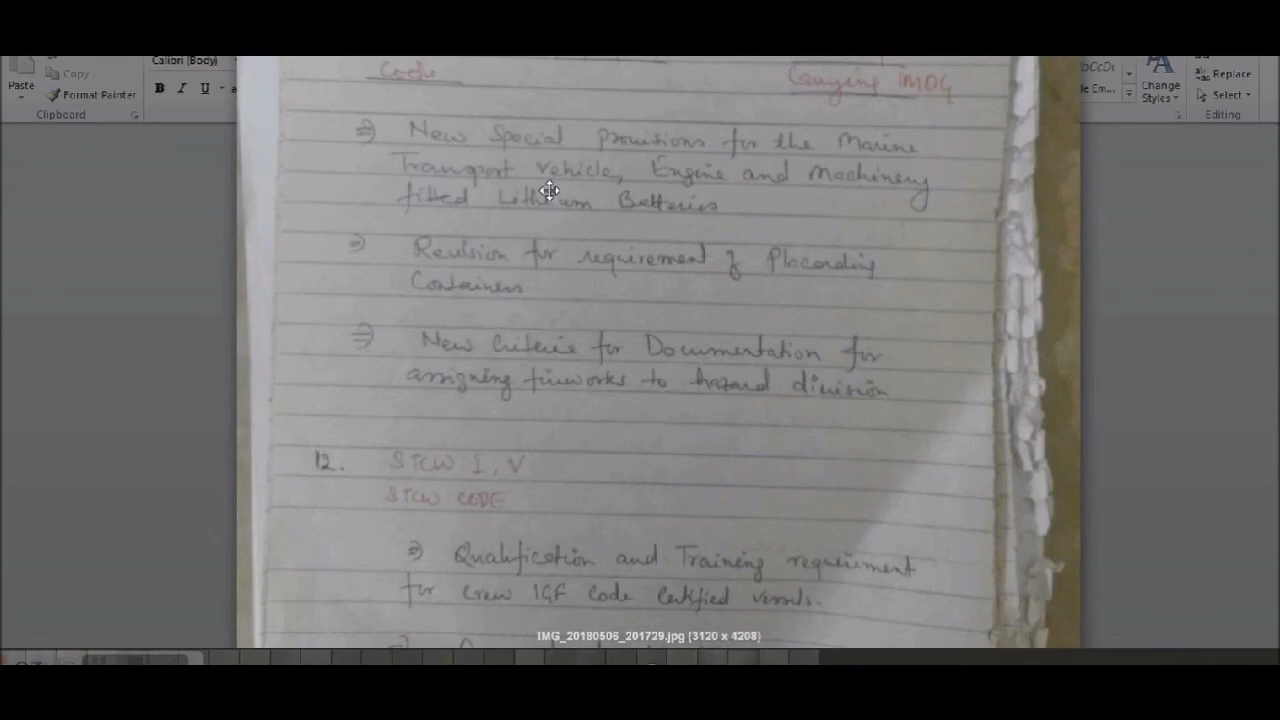 Calibri (Body)
Copy
Paste
Format Painter
B I U
Clipboard
AaBbCcDc
Change
Styles
Replace
Select
Editing
Code
Carrying IMDG
⇒ New Special provisions for the Marine
Transport vehicle, Engine and Machinery
fitted Lithium Batteries
⇒ Revision for requirement of Placarding
Containers
⇒ New Criteria for Documentation for
assigning fireworks to hazard division
12. STCW I, V
STCW CODE
⇒ Qualification and Training requirement
for crew IGF Code Certified vessels.
IMG_20180506_201729.jpg (3120 x 4208)